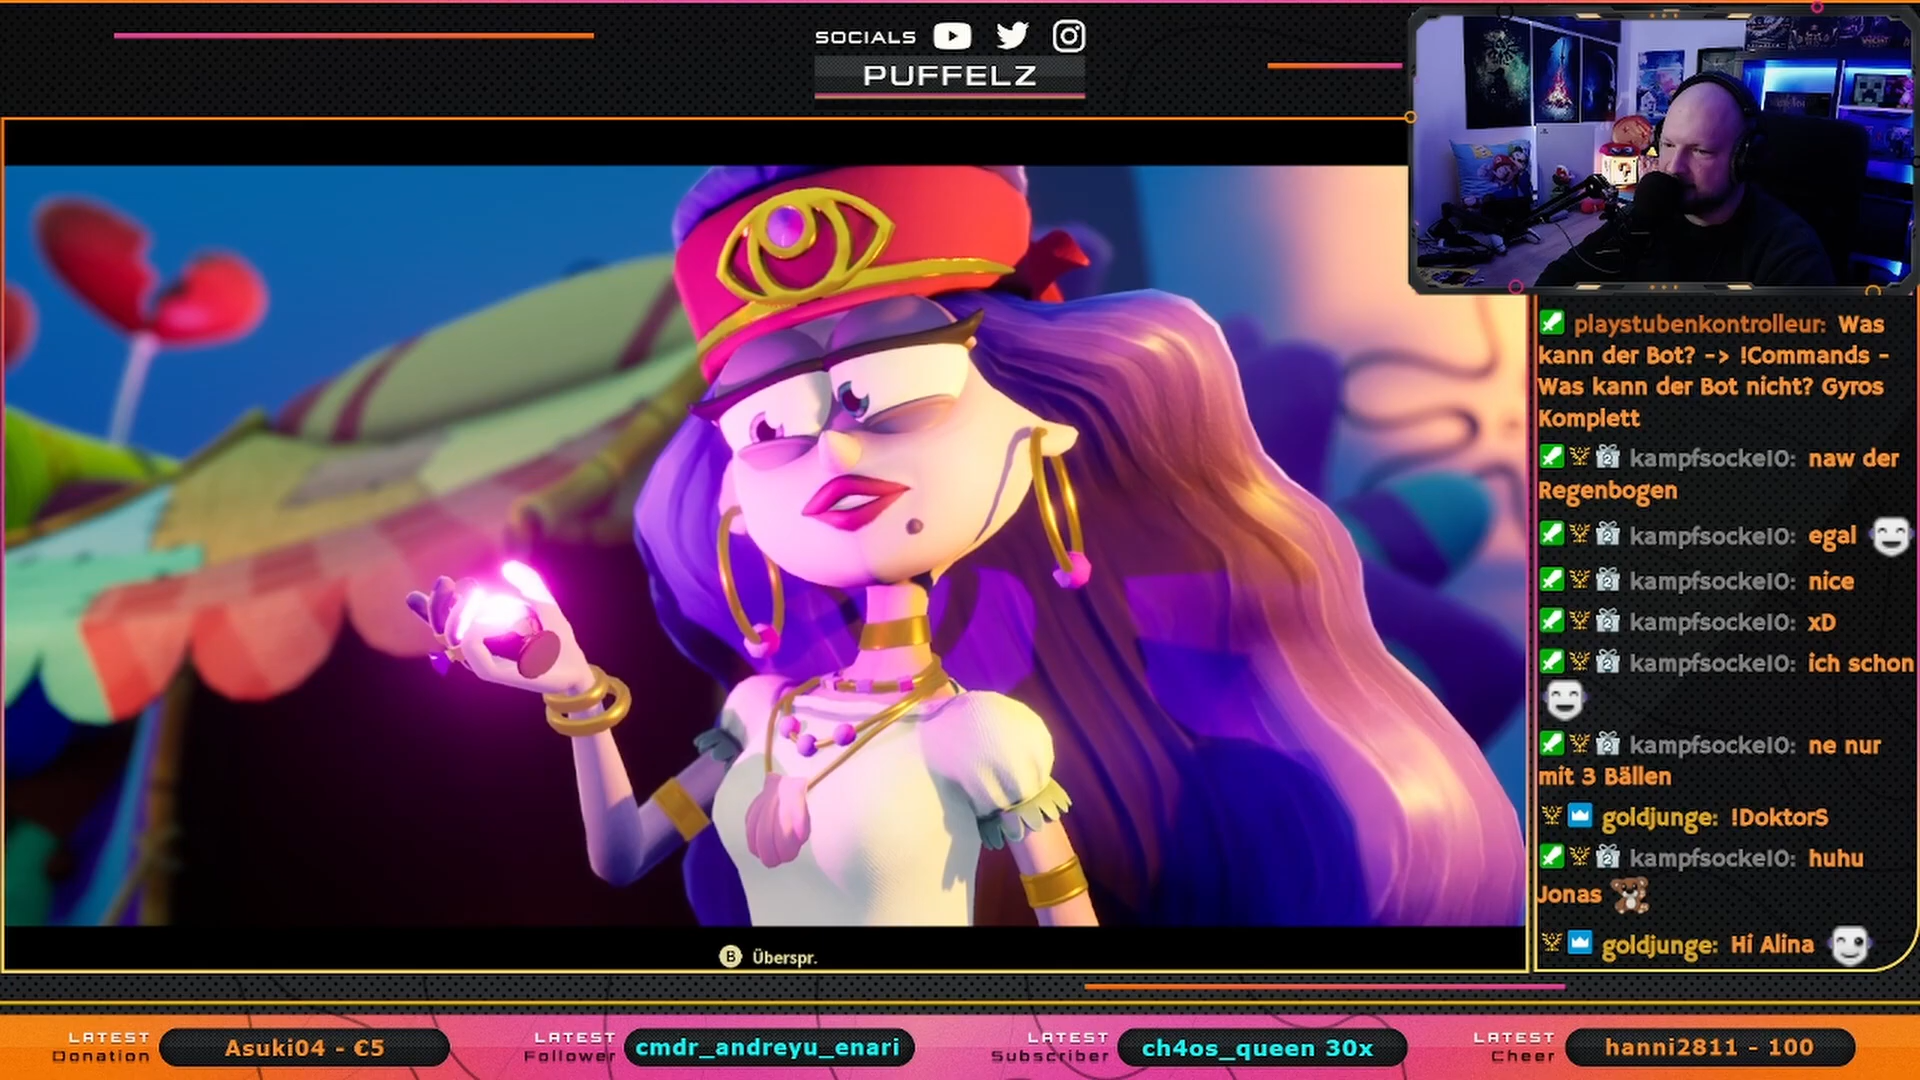 SOCIALS
PUFFELZ
playstubenkontrolleur: Was
kann der Bot? -> !Commands -
Was kann der Bot nicht? Gyros
Komplett
kampfsocke10: naw der
Regenbogen
kampfsocke10: egal
kampfsocke10: nice
kampfsocke10: xD
kampfsocke10: ich schon
kampfsocke10: ne nur
mit 3 Bällen
goldjunge: !DoktorS
kampfsocke10: huhu
Jonas
goldjunge: Hi Alina
B Überspr.
LATEST
Donation
Asuki04 - €5
LATEST
Follower
cmdr_andreyu_enari
LATEST
Subscriber
ch4os_queen 30x
LATEST
Cheer
hanni2811 - 100